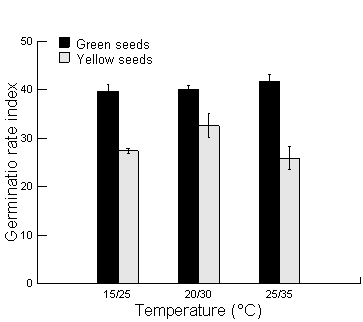 50
40
30
20
10
0
Germinatio rate index
Green seeds
Yellow seeds
15/25
20/30
25/35
Temperature (°C)